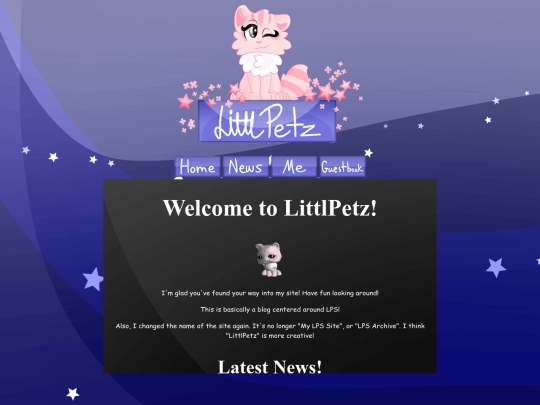 LittlPetz
Home News Me Guestbook
Welcome to LittlPetz!
I'm glad you've found your way into my site! Have fun looking around!
This is basically a blog centered around LPS!
Also, I changed the name of the site again. It's no longer "My LPS Site", or "LPS Archive". I think
"LittlPetz" is more creative!
Latest News!